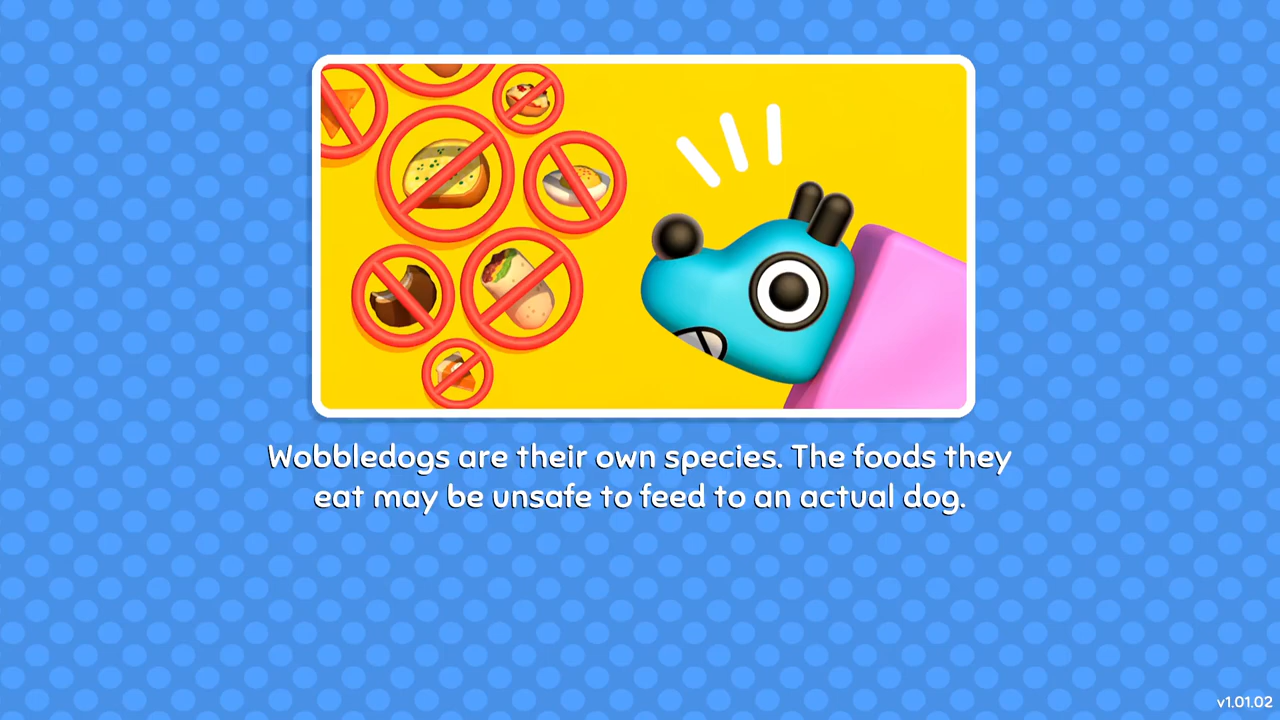 Wobbledogs are their own species. The foods they
eat may be unsafe to feed to an actual dog.
v1.01.02